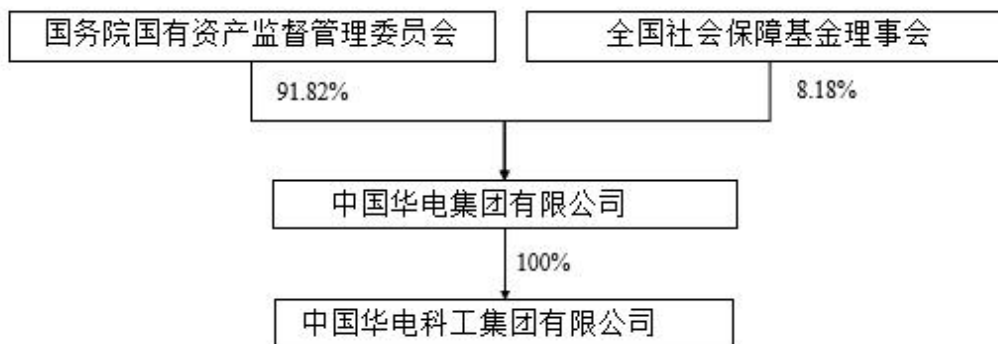 国务院国有资产监督管理委员会
全国社会保障基金理事会
91.82%
8.18%
中国华电集团有限公司
100%
中国华电科工集团有限公司